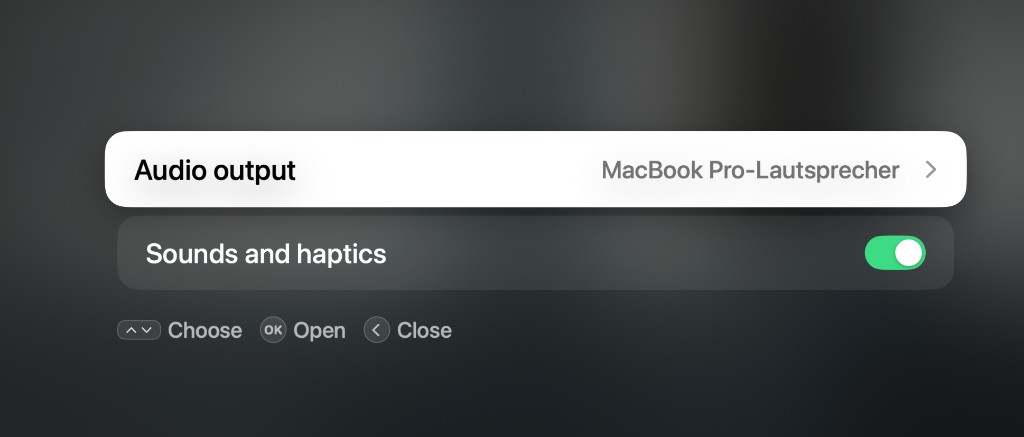 Audio output MacBook Pro-Lautsprecher
Sounds and haptics
Choose OK Open Close